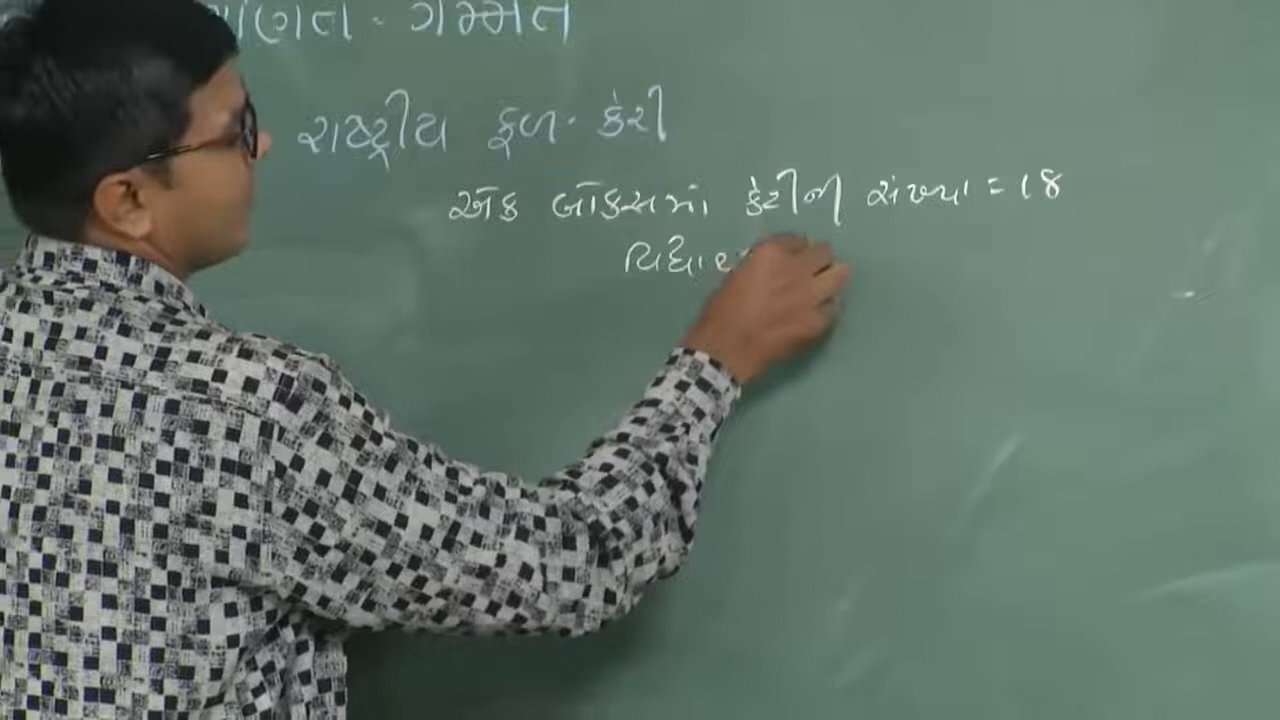 ગણિત - ગમ્મત
રાષ્ટ્રીય ફળ - કેરી
એક બૉક્સમાં કેરીની સંખ્યા = 18